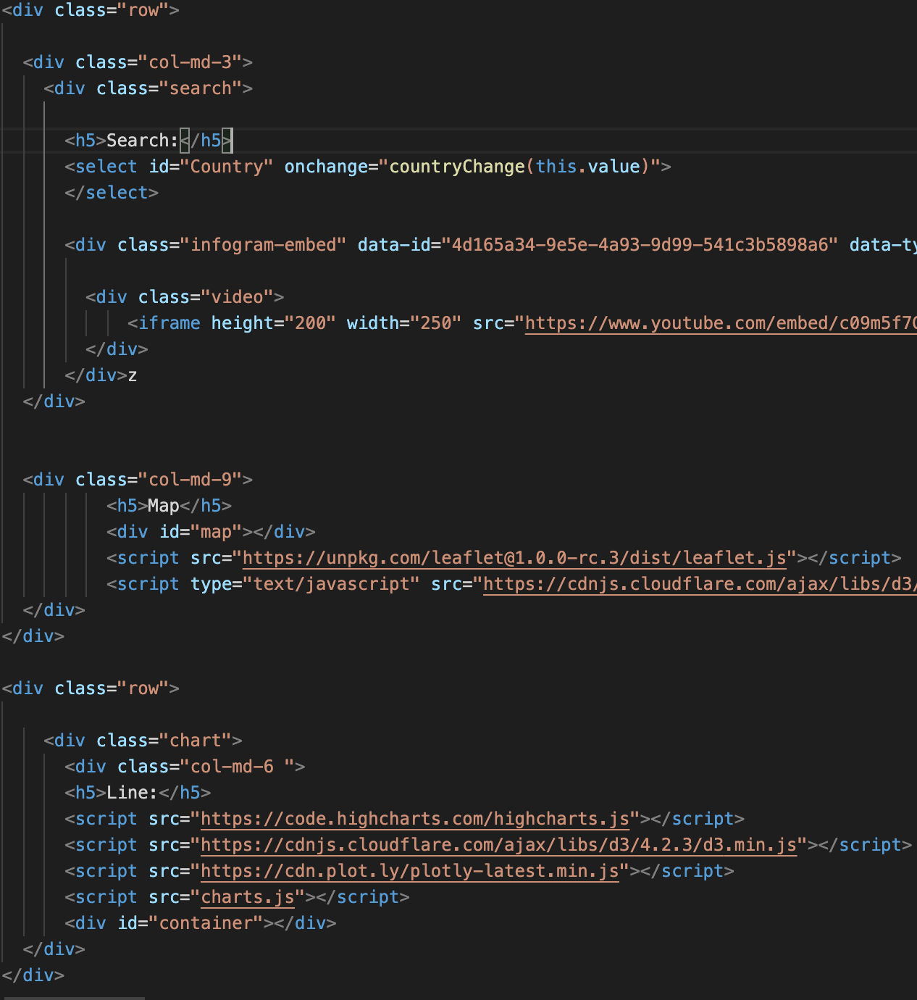 <div class="row">
<div class="col-md-3">
<div class="search">
<h5>Search:</h5>
<select id="Country" onchange="countryChange(this.value)">
</select>
<div class="infogram-embed" data-id="4d165a34-9e5e-4a93-9d99-541c3b5898a6" data-ty
<div class="video">
<iframe height="200" width="250" src="https://www.youtube.com/embed/c09m5f7
</div>
</div>z
</div>
<div class="col-md-9">
<h5>Map</h5>
<div id="map"></div>
<script src="https://unpkg.com/leaflet@1.0.0-rc.3/dist/leaflet.js"></script>
<script type="text/javascript" src="https://cdnjs.cloudflare.com/ajax/libs/d3/
</div>
</div>
<div class="row">
<div class="chart">
<div class="col-md-6 ">
<h5>Line:</h5>
<script src="https://code.highcharts.com/highcharts.js"></script>
<script src="https://cdnjs.cloudflare.com/ajax/libs/d3/4.2.3/d3.min.js"></script>
<script src="https://cdn.plot.ly/plotly-latest.min.js"></script>
<script src="charts.js"></script>
<div id="container"></div>
</div>
</div>